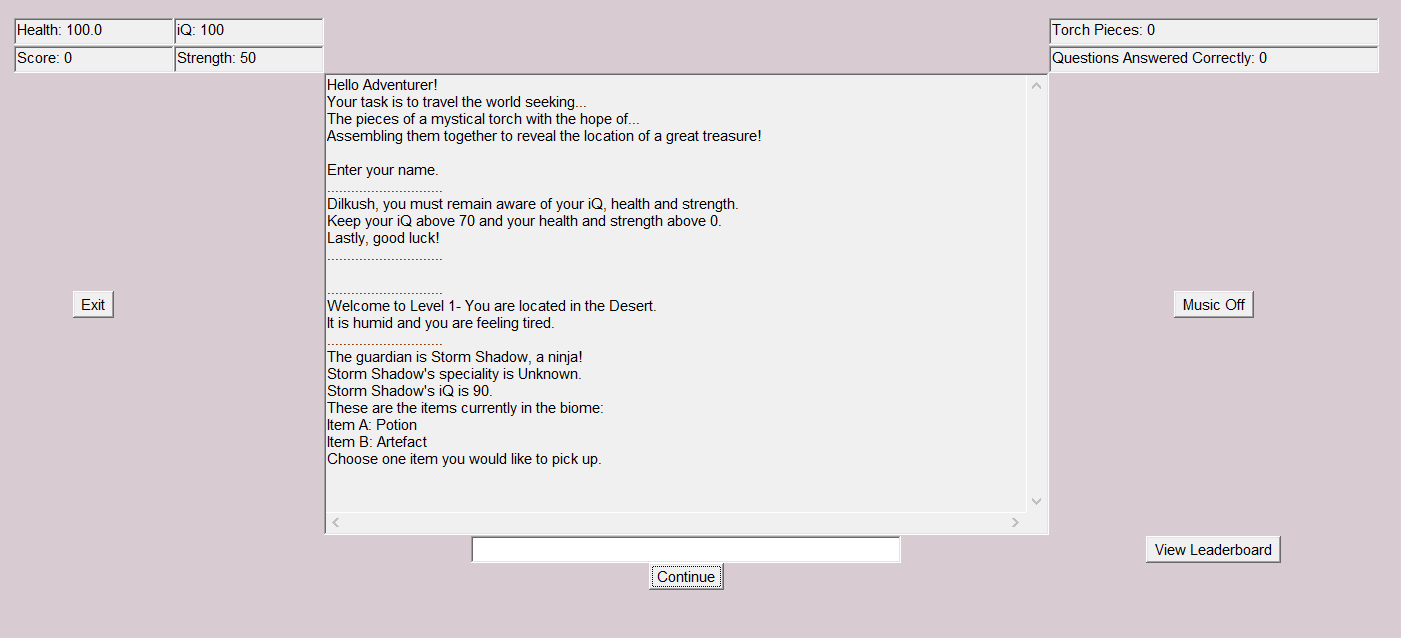 Health: 100.0
iQ: 100
Torch Pieces: 0
Score: 0
Strength: 50
Questions Answered Correctly: 0
Hello Adventurer!
Your task is to travel the world seeking...
The pieces of a mystical torch with the hope of...
Assembling them together to reveal the location of a great treasure!
Enter your name.
............................
Dilkush, you must remain aware of your iQ, health and strength.
Keep your iQ above 70 and your health and strength above 0.
Lastly, good luck!
............................
............................
Welcome to Level 1- You are located in the Desert.
It is humid and you are feeling tired.
............................
The guardian is Storm Shadow, a ninja!
Storm Shadow's speciality is Unknown.
Storm Shadow's iQ is 90.
These are the items currently in the biome:
Item A: Potion
Item B: Artefact
Choose one item you would like to pick up.
Exit
Music Off
View Leaderboard
Continue